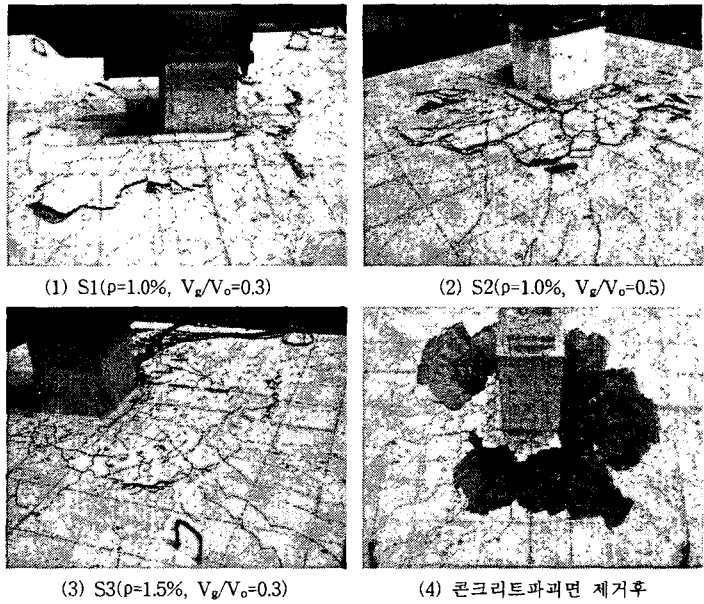 (1) S1(ρ=1.0%, Vg/Vo=0.3)
(2) S2(ρ=1.0%, Vg/Vo=0.5)
(3) S3(ρ=1.5%, Vg/Vo=0.3)
(4) 콘크리트파괴면 제거후